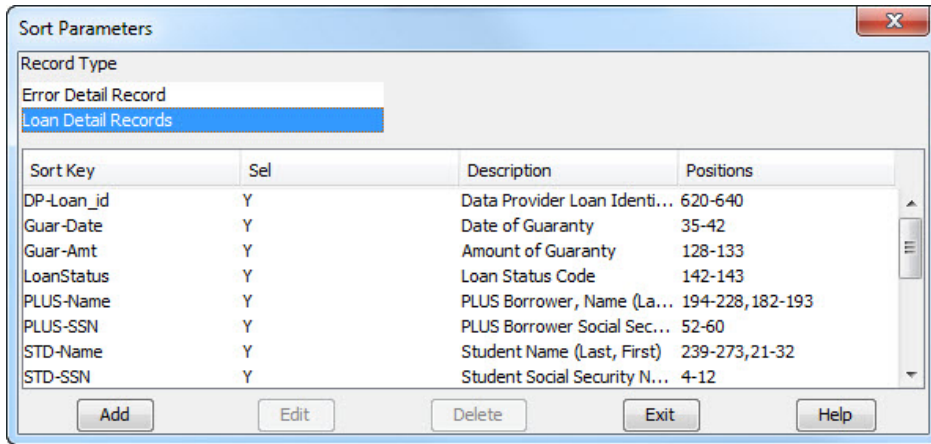 Sort Parameters
Record Type
Error Detail Record
Loan Detail Records
Sort Key Sel Description Positions
DP-Loan_id Y Data Provider Loan Identi... 620-640
Guar-Date Y Date of Guaranty 35-42
Guar-Amt Y Amount of Guaranty 128-133
LoanStatus Y Loan Status Code 142-143
PLUS-Name Y PLUS Borrower, Name (La... 194-228,182-193
PLUS-SSN Y PLUS Borrower Social Sec... 52-60
STD-Name Y Student Name (Last, First) 239-273,21-32
STD-SSN Y Student Social Security N... 4-12
Add Edit Delete Exit Help